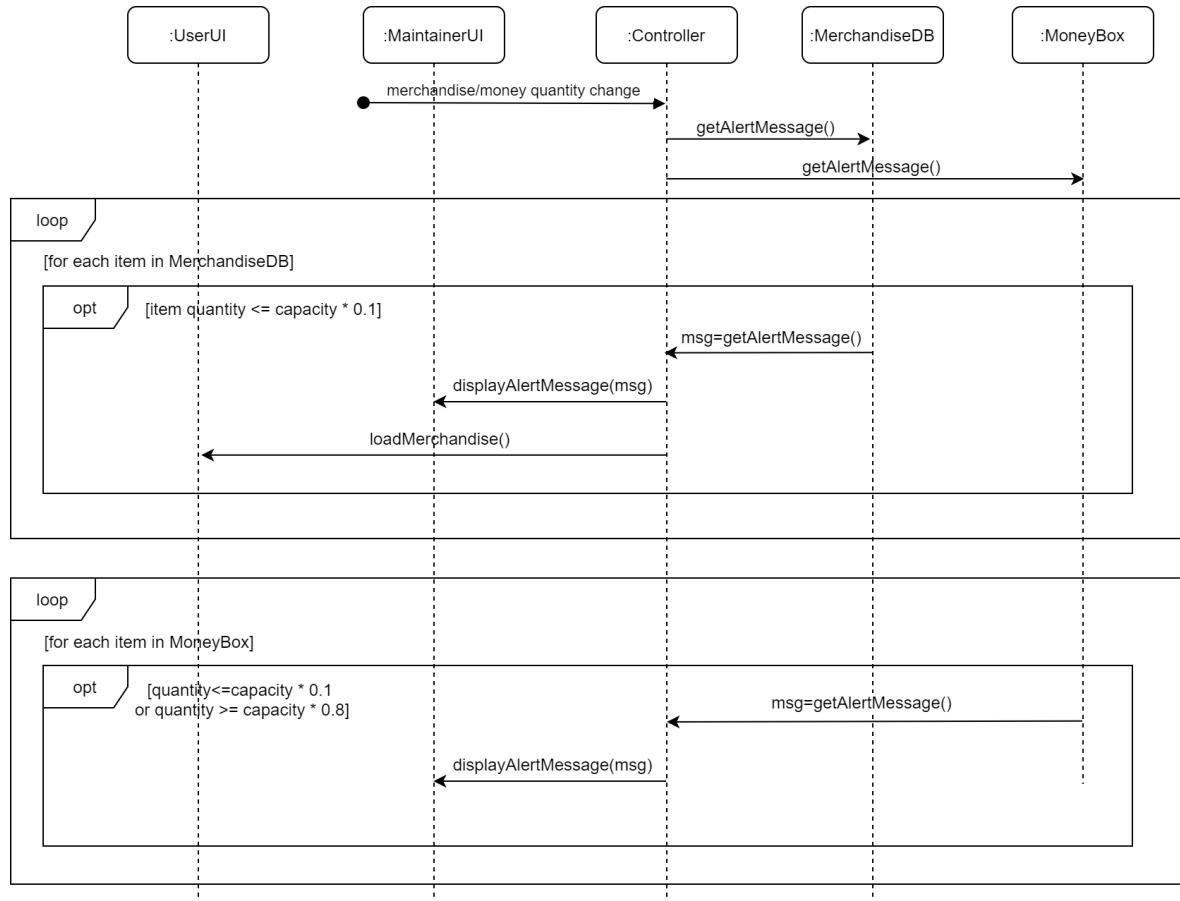 :UserUI
:MaintainerUI
:Controller
:MerchandiseDB
:MoneyBox
merchandise/money quantity change
getAlertMessage()
getAlertMessage()
loop
[for each item in MerchandiseDB]
opt
[item quantity <= capacity * 0.1]
msg=getAlertMessage()
displayAlertMessage(msg)
loadMerchandise()
loop
[for each item in MoneyBox]
opt
[quantity<=capacity * 0.1
or quantity >= capacity * 0.8]
msg=getAlertMessage()
displayAlertMessage(msg)